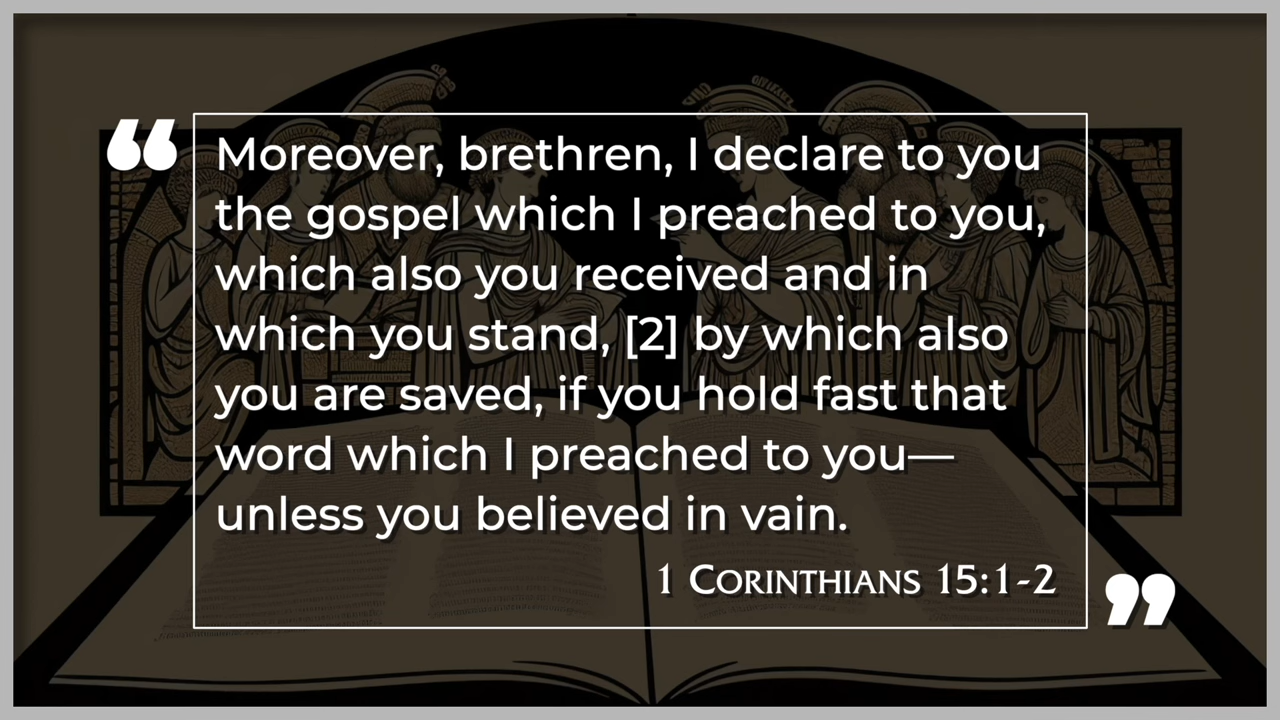 “
Moreover, brethren, I declare to you
the gospel which I preached to you,
which also you received and in
which you stand, [2] by which also
you are saved, if you hold fast that
word which I preached to you—
unless you believed in vain.
1 Corinthians 15:1-2
”